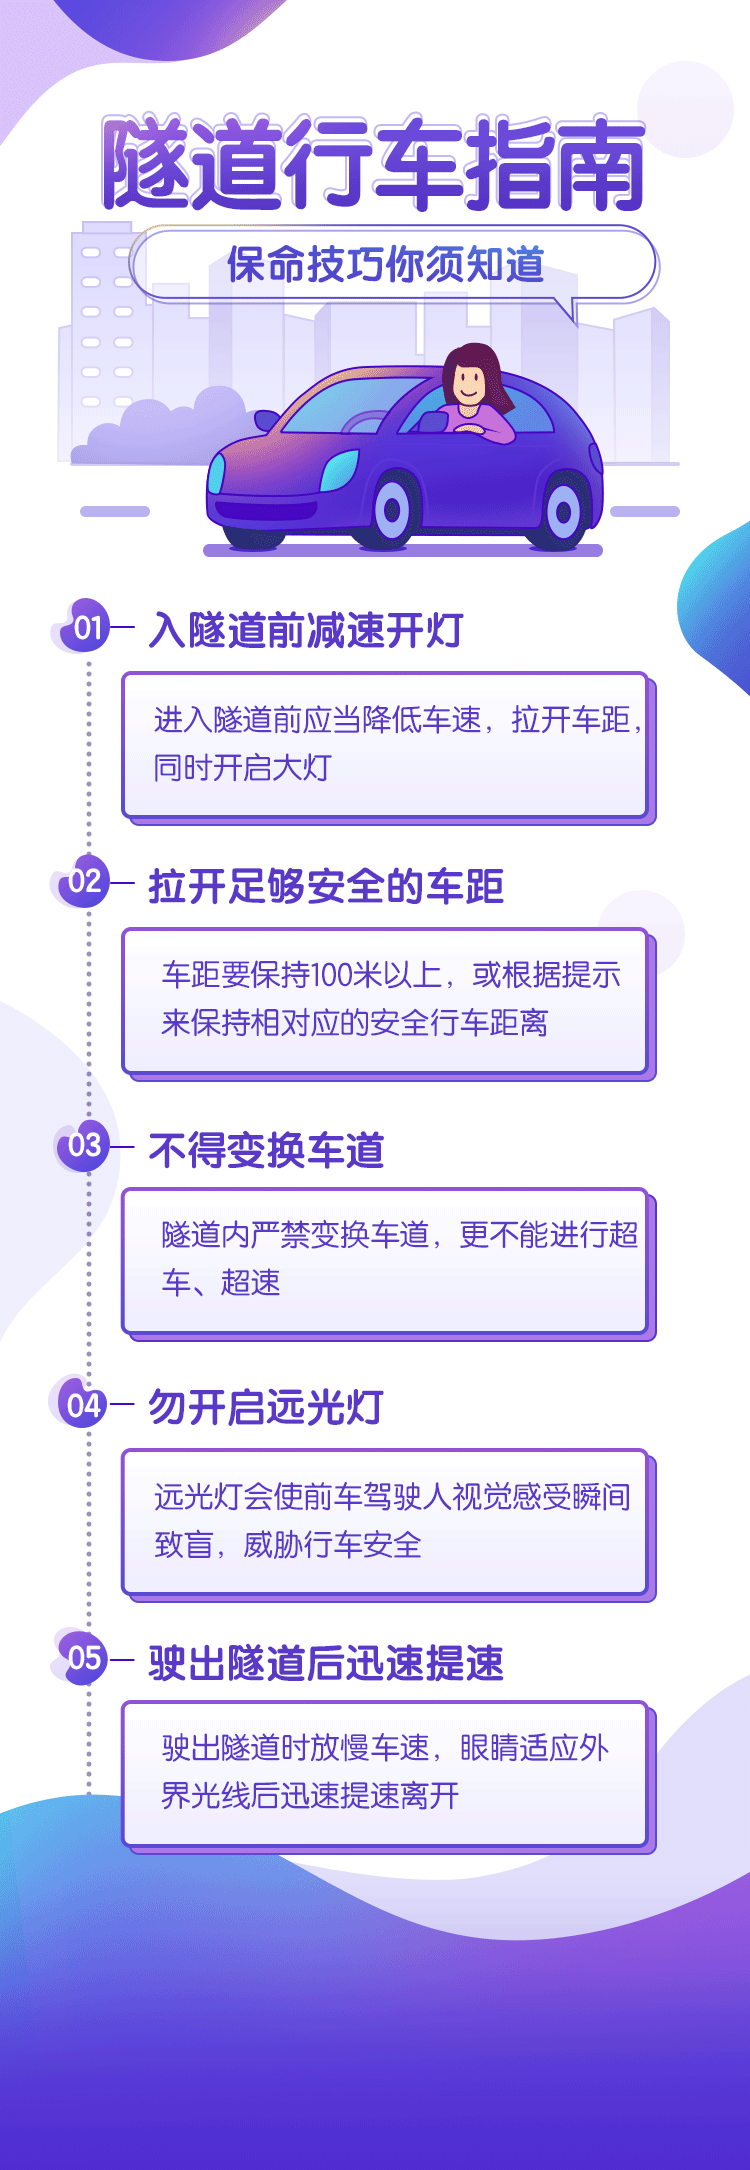 隧道行车指南
保命技巧你须知道
01 入隧道前减速开灯
进入隧道前应当降低车速，拉开车距，
同时开启大灯
02 拉开足够安全的车距
车距要保持100米以上，或根据提示
来保持相对应的安全行车距离
03 不得变换车道
隧道内严禁变换车道，更不能进行超
车、超速
04 勿开启远光灯
远光灯会使前车驾驶人视觉感受瞬间
致盲，威胁行车安全
05 驶出隧道后迅速提速
驶出隧道时放慢车速，眼睛适应外
界光线后迅速提速离开